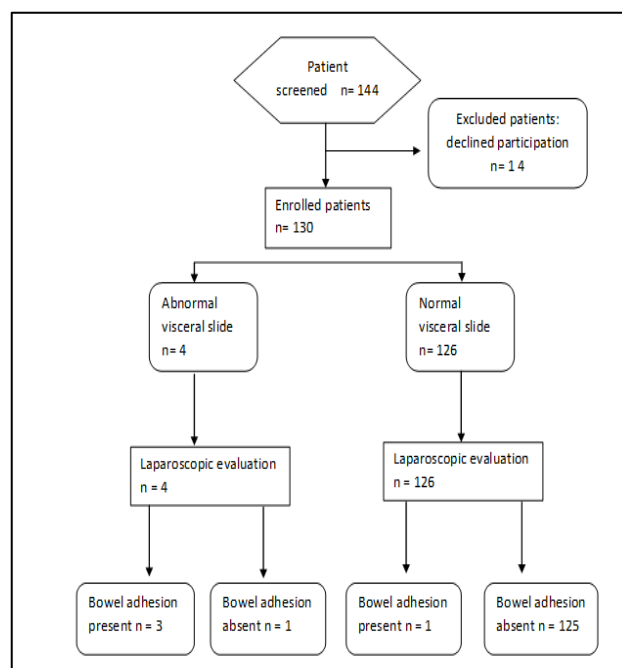 Patient
screened n= 144
Excluded patients:
declined participation
n= 1 4
Enrolled patients
n= 130
Abnormal
visceral slide
n= 4
Normal
visceral slide
n= 126
Laparoscopic evaluation
n = 4
Laparoscopic evaluation
n = 126
Bowel adhesion
present n = 3
Bowel adhesion
absent n = 1
Bowel adhesion
present n = 1
Bowel adhesion
absent n = 125